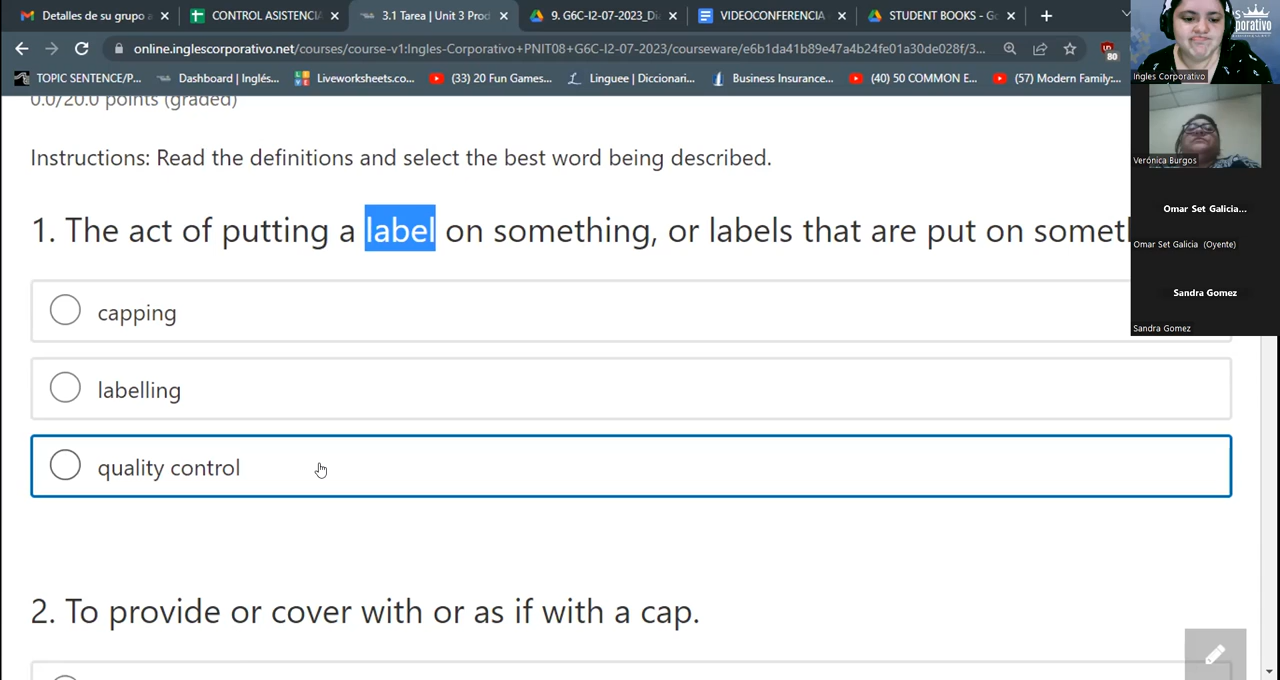 Detalles de su grupo
CONTROL ASISTENCI
3.1 Tarea | Unit 3 Prod
9. G6C-I2-07-2023_Di
VIDEOCONFERENCIA
STUDENT BOOKS - G
online.inglescorporativo.net/courses/course-v1:Ingles-Corporativo+PNIT08+G6C-I2-07-2023/courseware/e6b1da41b89e47a4b24fe01a30de028f/3...
80
TOPIC SENTENCE/P...
Dashboard | Inglés...
Liveworksheets.co...
(33) 20 Fun Games...
Linguee | Diccionari...
Business Insurance...
(40) 50 COMMON E...
(57) Modern Family:...
Ingles Corporativo
Verónica Burgos
Omar Set Galicia...
Omar Set Galicia (Oyente)
Sandra Gomez
Sandra Gomez
0.0/20.0 points (graded)
Instructions: Read the definitions and select the best word being described.
1. The act of putting a label on something, or labels that are put on somet
capping
labelling
quality control
2. To provide or cover with or as if with a cap.